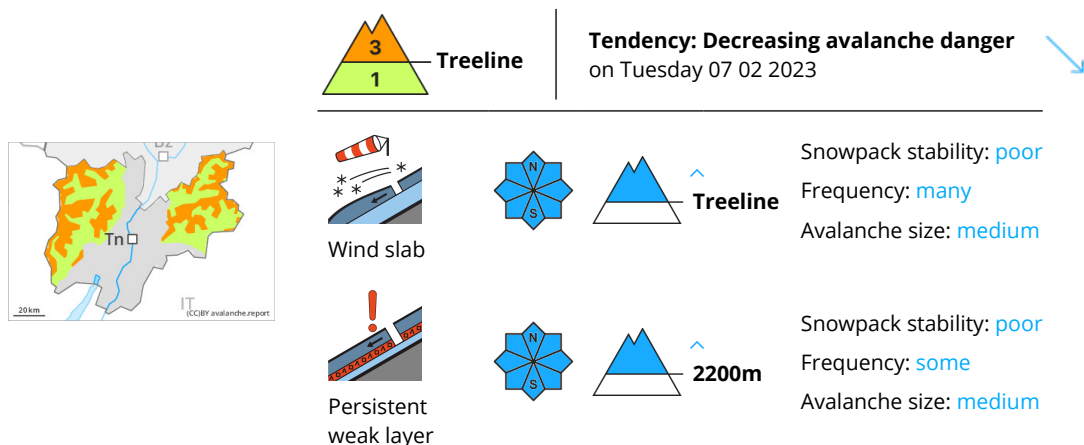 3
1
Treeline
Tendency: Decreasing avalanche danger
on Tuesday 07 02 2023
Bz
Tn
IT
20 km
(CC)BY avalanche.report
Wind slab
N
S
Treeline
Snowpack stability: poor
Frequency: many
Avalanche size: medium
Persistent
weak layer
N
S
2200m
Snowpack stability: poor
Frequency: some
Avalanche size: medium